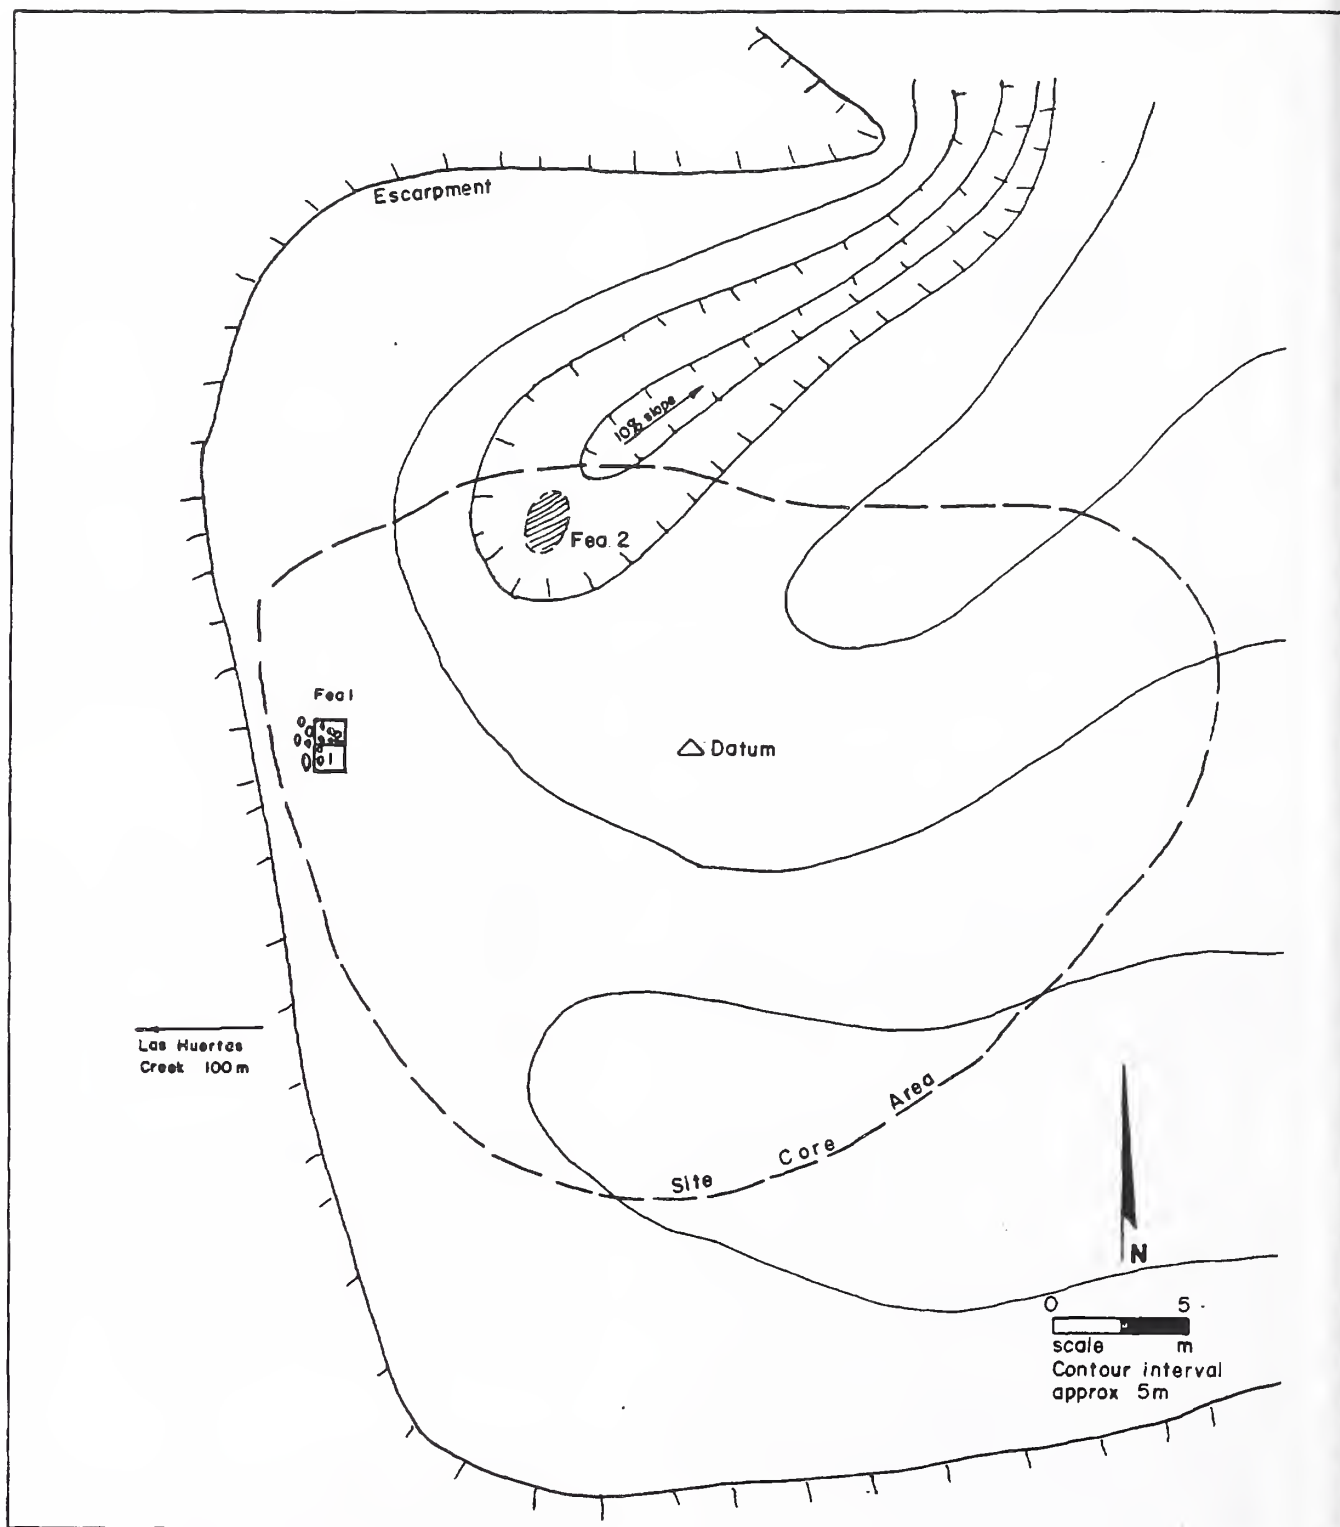 Escarpment
10% slope
Fea. 2
Fea 1
1
Datum
Las Huertas
Creek 100 m
Site Core Area
N
0 5
scale m
Contour interval
approx 5m